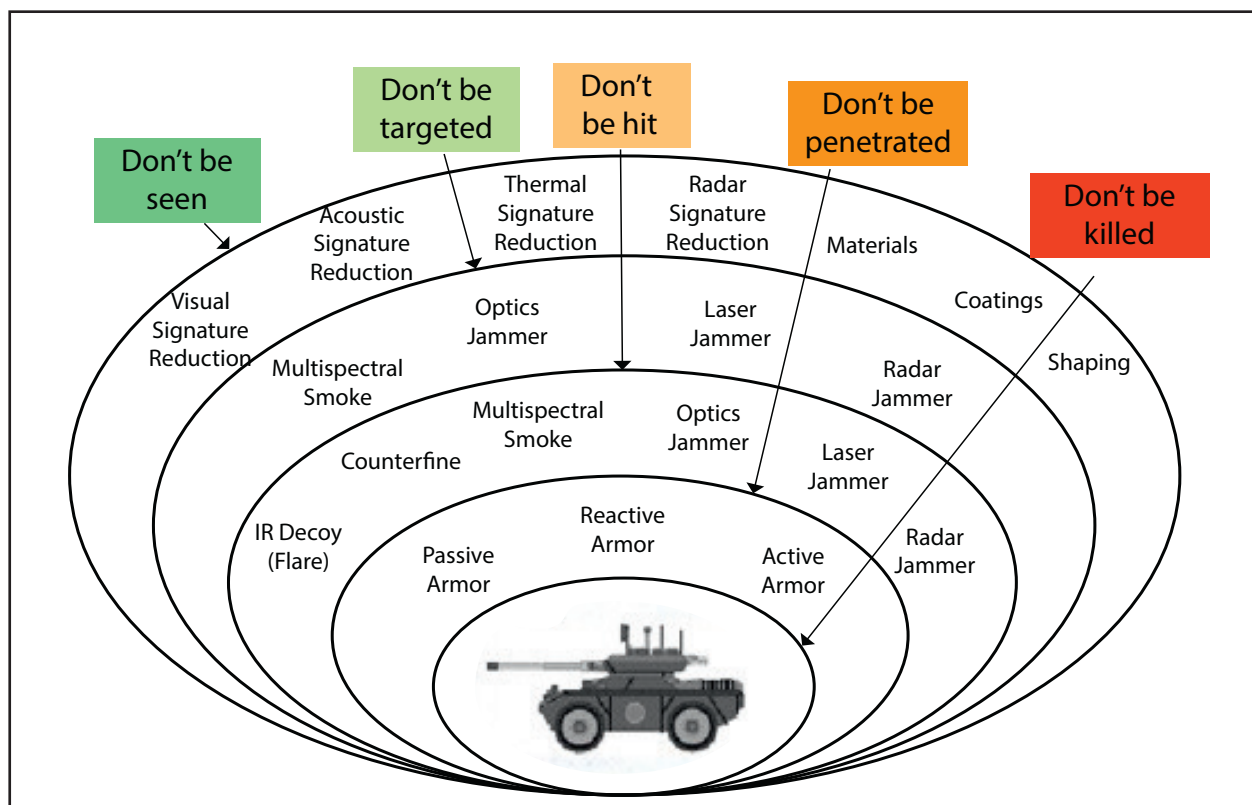 Don't be
seen
Don't be
targeted
Don't
be hit
Don't be
penetrated
Don't be
killed
Visual
Signature
Reduction
Acoustic
Signature
Reduction
Thermal
Signature
Reduction
Radar
Signature
Reduction
Materials
Coatings
Shaping
Multispectral
Smoke
Optics
Jammer
Laser
Jammer
Radar
Jammer
IR Decoy
(Flare)
Counterfine
Multispectral
Smoke
Optics
Jammer
Laser
Jammer
Radar
Jammer
Passive
Armor
Reactive
Armor
Active
Armor